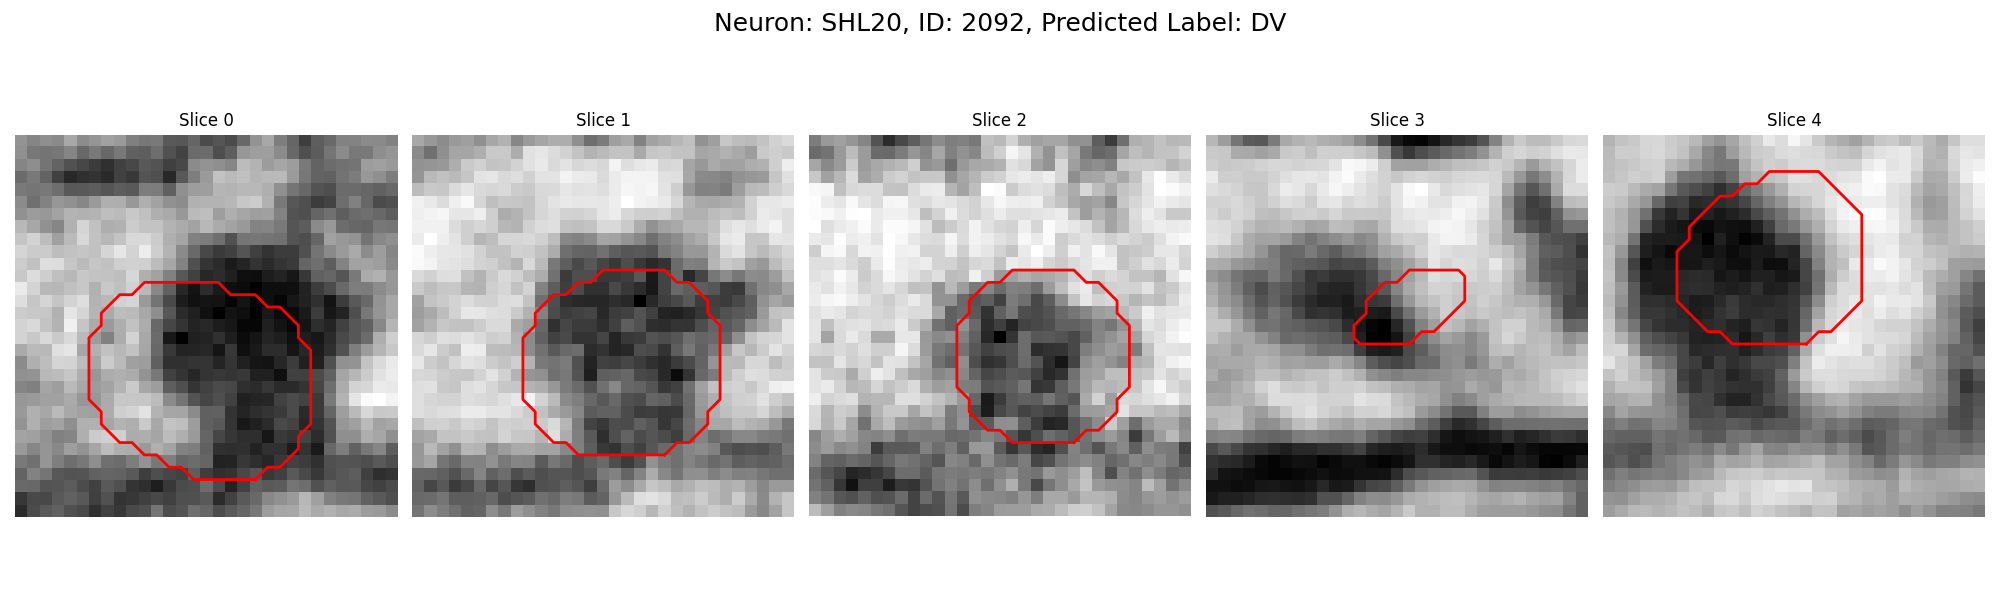 Neuron: SHL20, ID: 2092, Predicted Label: DV
Slice 0
Slice 1
Slice 2
Slice 3
Slice 4